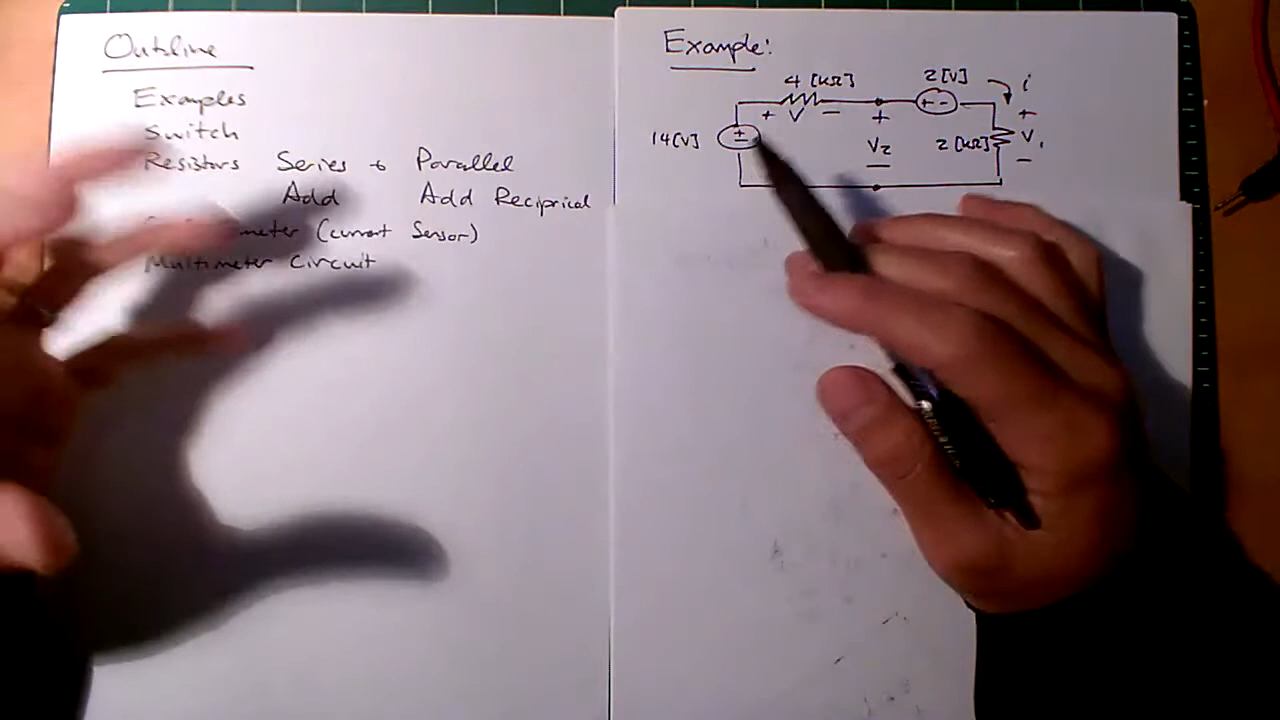 Outline
Examples
Switch
Resistors Series + Parallel
Add Add Reciprical
meter (current Sensor)
Multimeter Circuit
Example:
4 [kΩ] 2[V] i
+ V - + + - +
14[V] + - V2 2[kΩ] V1
- -